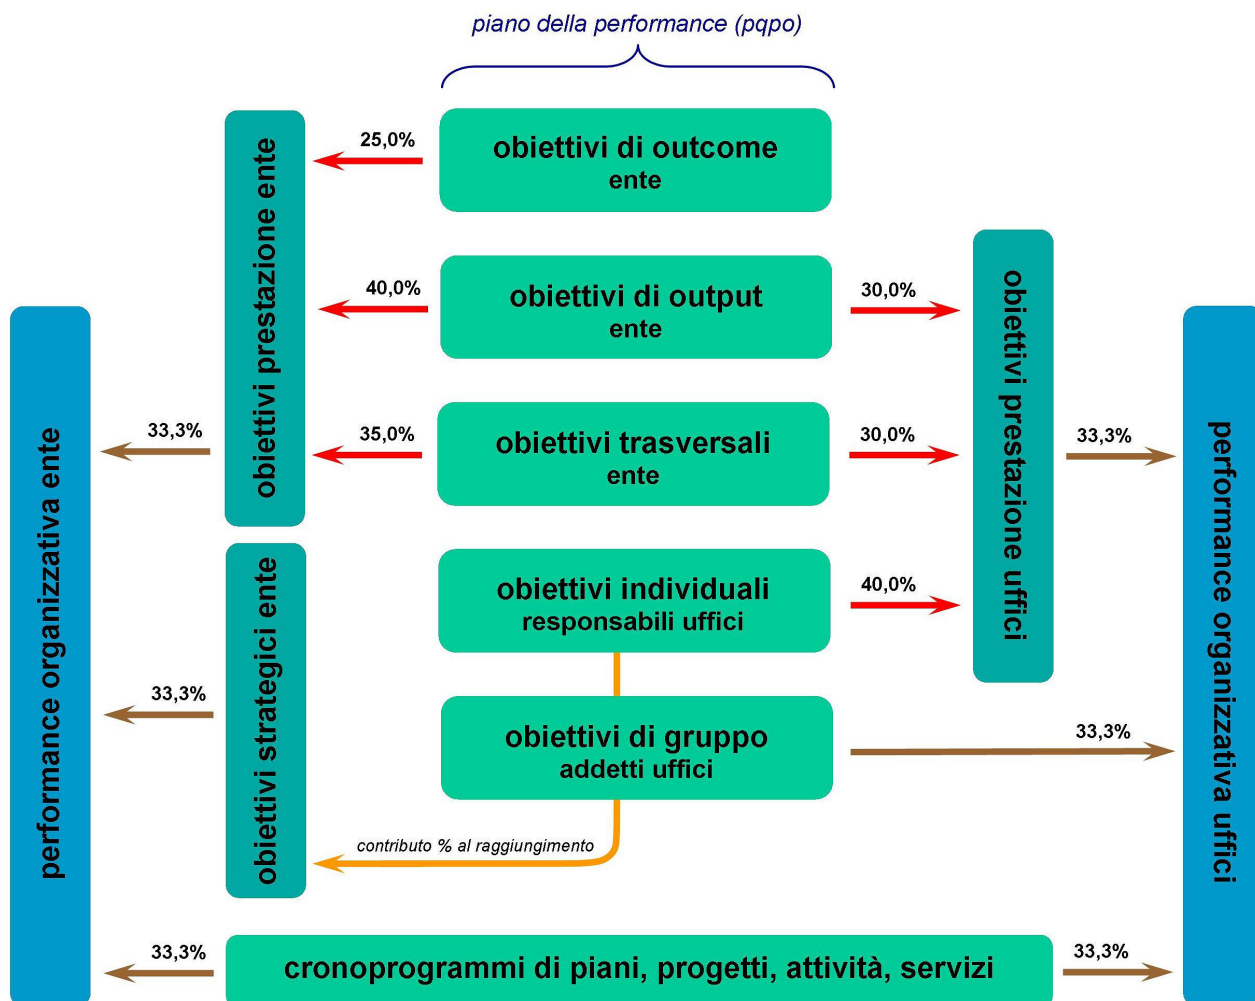 piano della performance (pqpo)
25,0%
obiettivi di outcome
ente
obiettivi prestazione ente
40,0%
obiettivi di output
ente
30,0%
obiettivi prestazione uffici
33,3%
35,0%
obiettivi trasversali
ente
30,0%
33,3%
performance organizzativa ente
performance organizzativa uffici
obiettivi individuali
responsabili uffici
40,0%
obiettivi strategici ente
33,3%
obiettivi di gruppo
addetti uffici
33,3%
contributo % al raggiungimento
33,3%
cronoprogrammi di piani, progetti, attività, servizi
33,3%